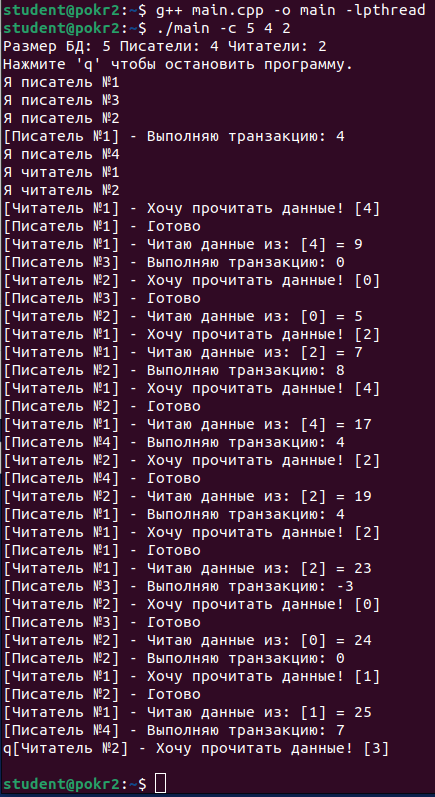 student@pokr2:~$ g++ main.cpp -o main -lpthread
student@pokr2:~$ ./main -c 5 4 2
Размер БД: 5 Писатели: 4 Читатели: 2
Нажмите 'q' чтобы остановить программу.
Я писатель №1
Я писатель №3
Я писатель №2
[Писатель №1] - Выполняю транзакцию: 4
Я писатель №4
Я читатель №1
Я читатель №2
[Читатель №1] - Хочу прочитать данные! [4]
[Писатель №1] - Готово
[Читатель №1] - Читаю данные из: [4] = 9
[Писатель №3] - Выполняю транзакцию: 0
[Читатель №2] - Хочу прочитать данные! [0]
[Писатель №3] - Готово
[Читатель №2] - Читаю данные из: [0] = 5
[Читатель №1] - Хочу прочитать данные! [2]
[Читатель №1] - Читаю данные из: [2] = 7
[Писатель №2] - Выполняю транзакцию: 8
[Читатель №1] - Хочу прочитать данные! [4]
[Писатель №2] - Готово
[Читатель №1] - Читаю данные из: [4] = 17
[Писатель №4] - Выполняю транзакцию: 4
[Читатель №2] - Хочу прочитать данные! [2]
[Писатель №4] - Готово
[Читатель №2] - Читаю данные из: [2] = 19
[Писатель №1] - Выполняю транзакцию: 4
[Читатель №1] - Хочу прочитать данные! [2]
[Писатель №1] - Готово
[Читатель №1] - Читаю данные из: [2] = 23
[Писатель №3] - Выполняю транзакцию: -3
[Читатель №2] - Хочу прочитать данные! [0]
[Писатель №3] - Готово
[Читатель №2] - Читаю данные из: [0] = 24
[Писатель №2] - Выполняю транзакцию: 0
[Читатель №1] - Хочу прочитать данные! [1]
[Писатель №2] - Готово
[Читатель №1] - Читаю данные из: [1] = 25
[Писатель №4] - Выполняю транзакцию: 7
q[Читатель №2] - Хочу прочитать данные! [3]
student@pokr2:~$